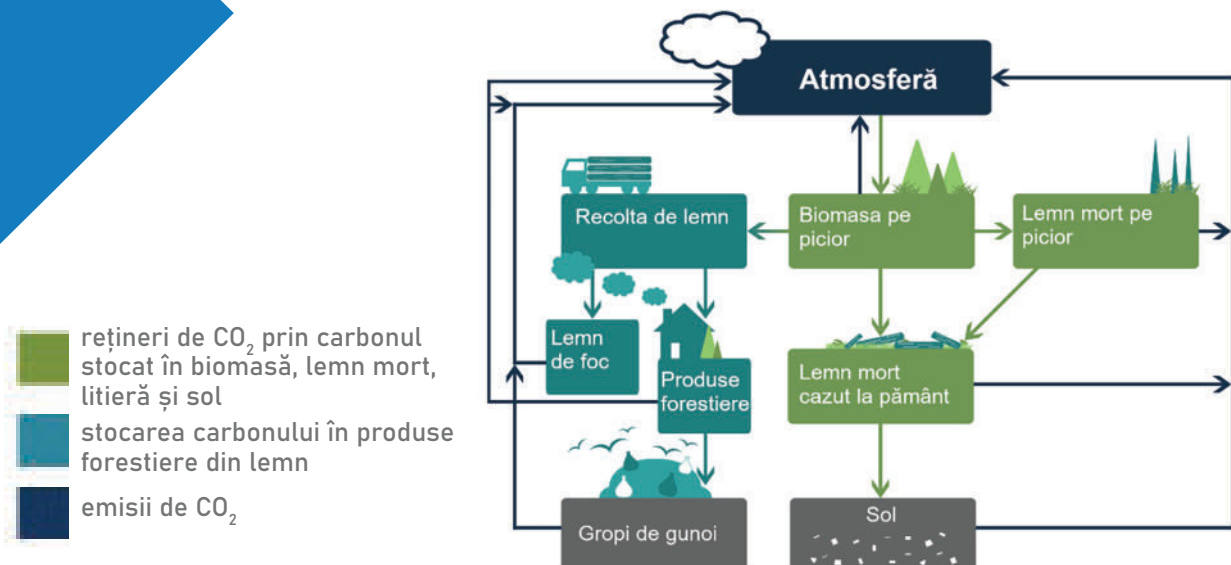 Atmosferă
Recolta de lemn
Biomasa pe
picior
Lemn mort pe
picior
Lemn
de foc
Produse
forestiere
Lemn mort
cazut la pământ
Gropi de gunoi
Sol
rețineri de CO₂ prin carbonul
stocat în biomasă, lemn mort,
litieră și sol
stocarea carbonului în produse
forestiere din lemn
emisii de CO₂